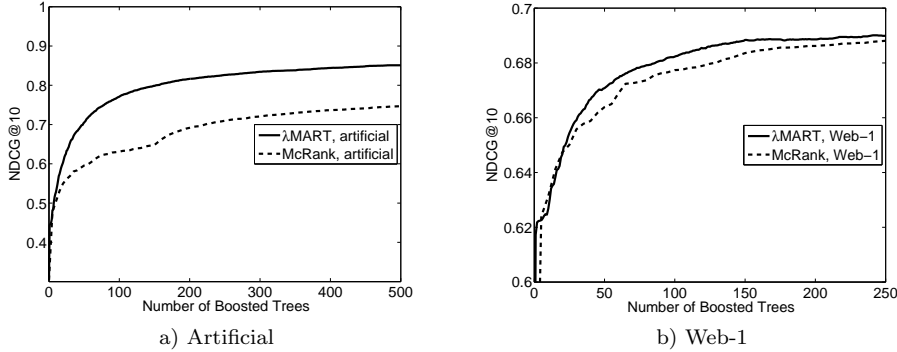 1
0.9
0.8
0.7
0.6
0.5
0.4
NDCG@10
λMART, artificial
McRank, artificial
0 100 200 300 400 500
Number of Boosted Trees
a) Artificial
0.7
0.68
0.66
0.64
0.62
0.6
NDCG@10
λMART, Web−1
McRank, Web−1
0 50 100 150 200 250
Number of Boosted Trees
b) Web-1